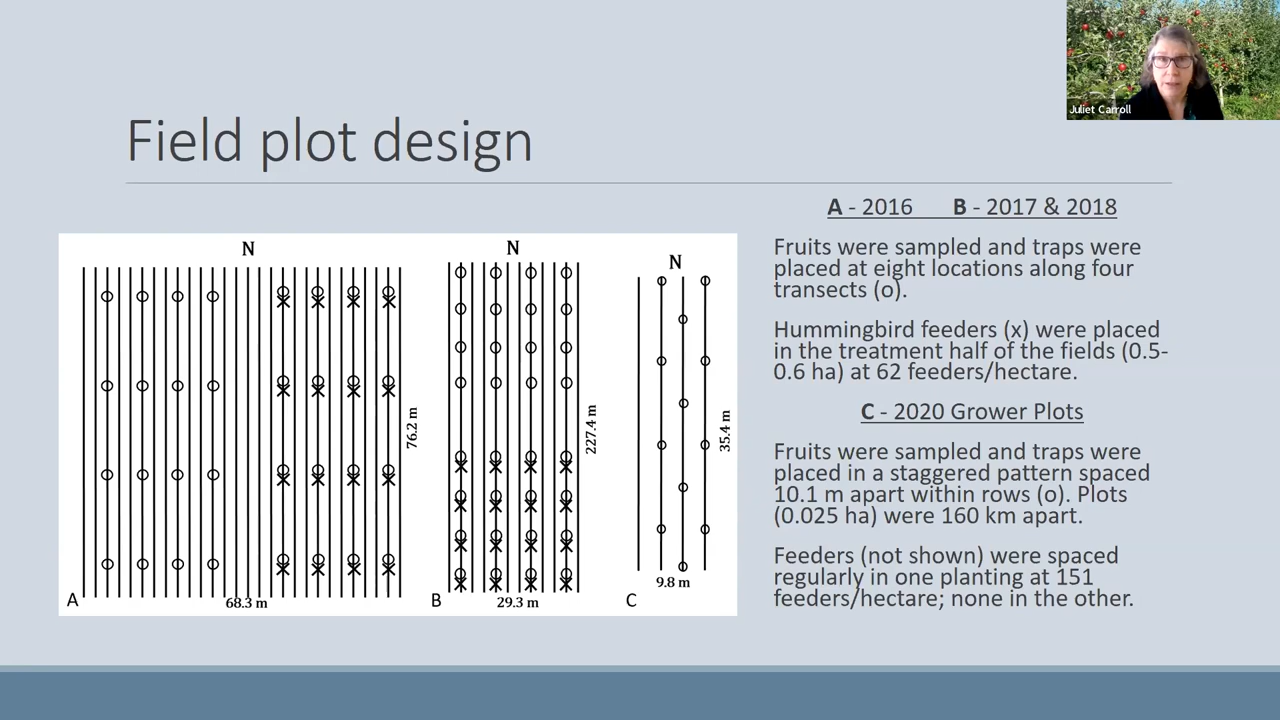 Juliet Carroll
Field plot design
A - 2016 B - 2017 & 2018
Fruits were sampled and traps were
placed at eight locations along four
transects (o).
Hummingbird feeders (x) were placed
in the treatment half of the fields (0.5-
0.6 ha) at 62 feeders/hectare.
C - 2020 Grower Plots
Fruits were sampled and traps were
placed in a staggered pattern spaced
10.1 m apart within rows (o). Plots
(0.025 ha) were 160 km apart.
Feeders (not shown) were spaced
regularly in one planting at 151
feeders/hectare; none in the other.
N
76.2 m
A
68.3 m
N
227.4 m
B
29.3 m
N
35.4 m
9.8 m
C